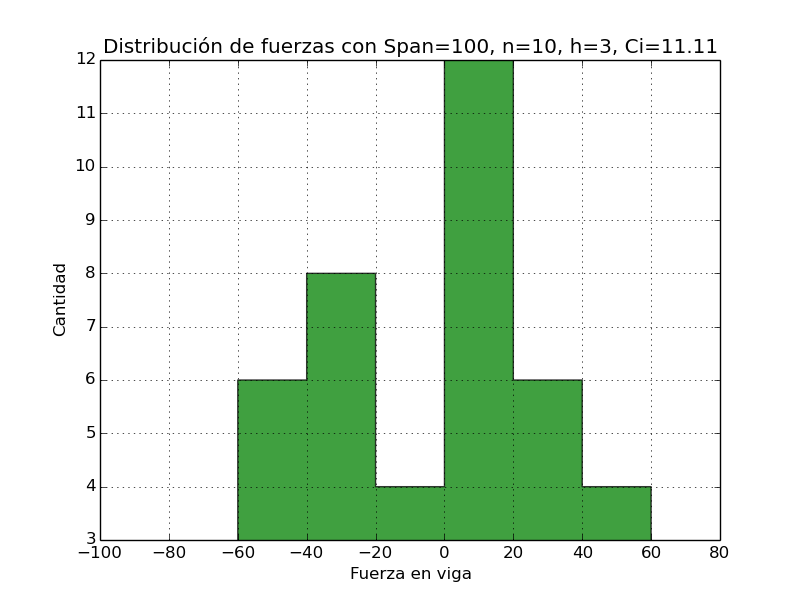 Distribución de fuerzas con Span=100, n=10, h=3, Ci=11.11
12
11
10
9
8
7
6
5
4
3
Cantidad
−100 −80 −60 −40 −20 0 20 40 60 80
Fuerza en viga